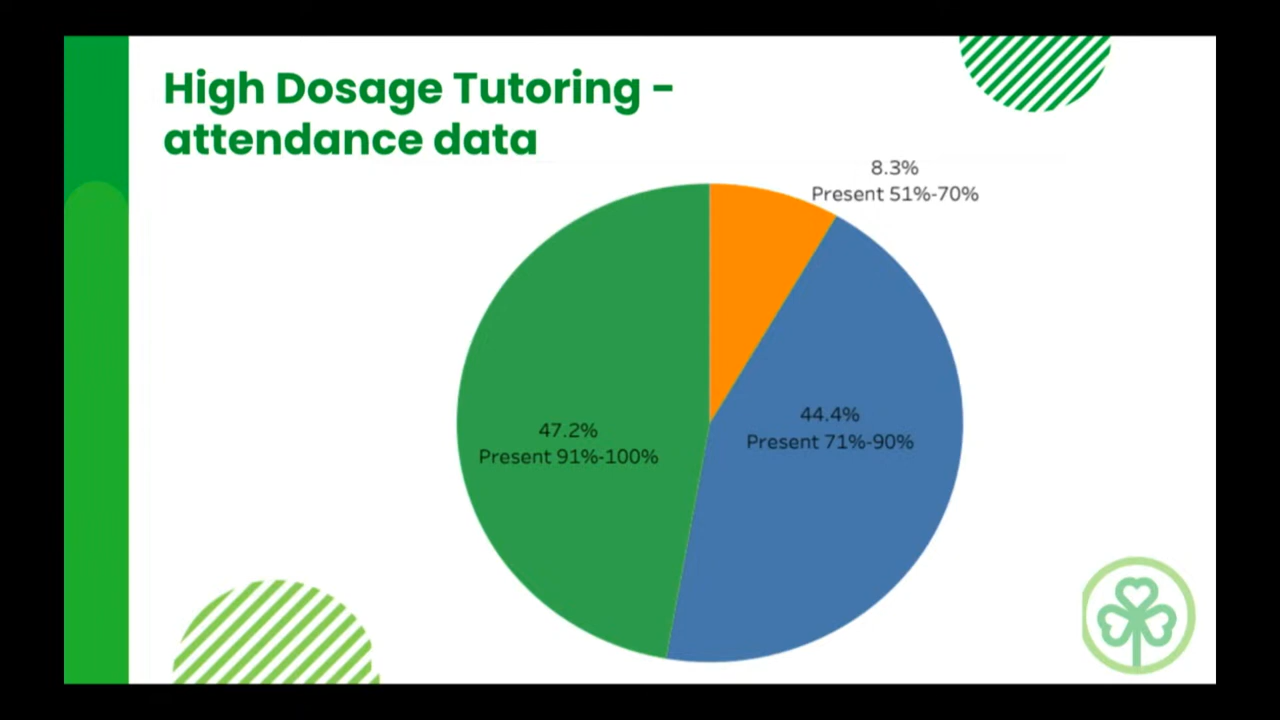 High Dosage Tutoring -
attendance data
8.3%
Present 51%-70%
44.4%
Present 71%-90%
47.2%
Present 91%-100%